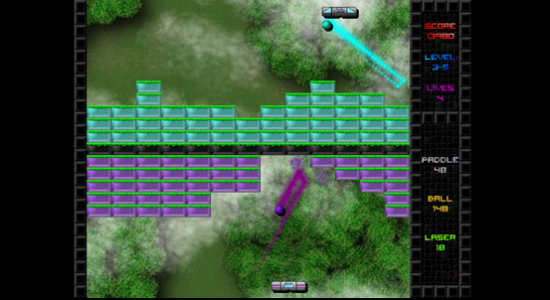 SCORE
13980
LEVEL
3-5
LIVES
4
PADDLE
48
BALL
148
LASER
18